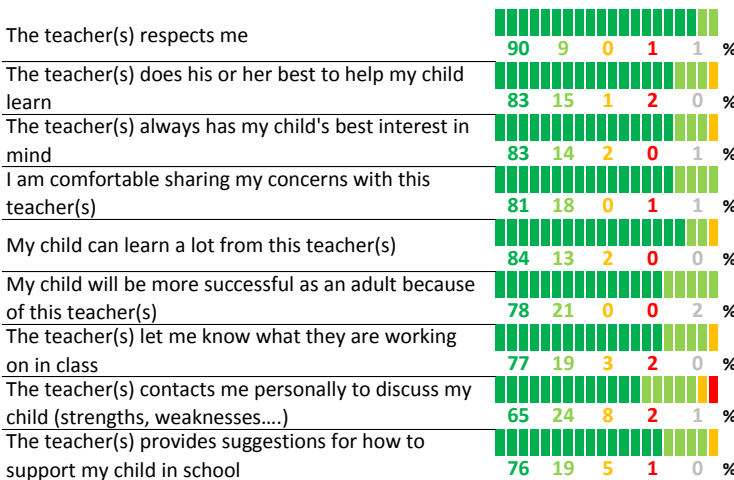 The teacher(s) respects me
90 9 0 1 1 %
The teacher(s) does his or her best to help my child
learn
83 15 1 2 0 %
The teacher(s) always has my child's best interest in
mind
83 14 2 0 1 %
I am comfortable sharing my concerns with this
teacher(s)
81 18 0 1 1 %
My child can learn a lot from this teacher(s)
84 13 2 0 0 %
My child will be more successful as an adult because
of this teacher(s)
78 21 0 0 2 %
The teacher(s) let me know what they are working
on in class
77 19 3 2 0 %
The teacher(s) contacts me personally to discuss my
child (strengths, weaknesses….)
65 24 8 2 1 %
The teacher(s) provides suggestions for how to
support my child in school
76 19 5 1 0 %